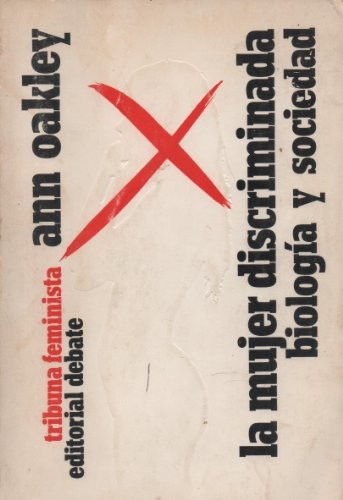 ann oakley
la mujer discriminada
biología y sociedad
tribuna feminista
editorial debate